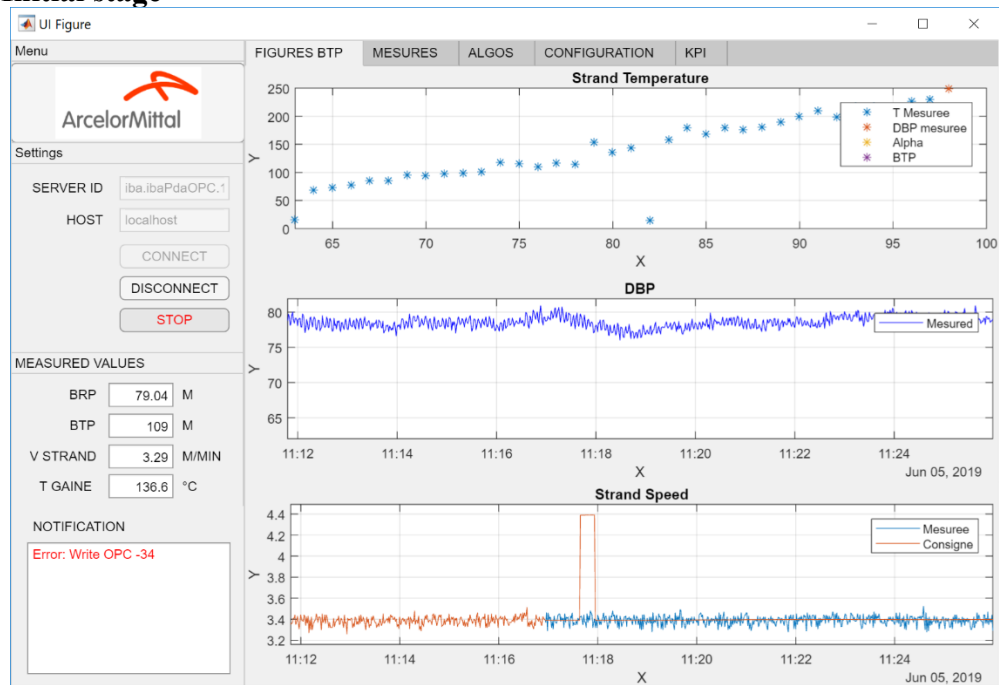 Initial stage
UI Figure
Menu
ArcelorMittal
Settings
SERVER ID iba.ibaPdaOPC.1
HOST localhost
CONNECT
DISCONNECT
STOP
MEASURED VALUES
BRP 79.04 M
BTP 109 M
V STRAND 3.29 M/MIN
T GAINE 136.6 °C
NOTIFICATION
Error: Write OPC -34
FIGURES BTP MESURES ALGOS CONFIGURATION KPI
Strand Temperature
250
200
150
100
50
0
Y
T Mesuree
DBP mesuree
Alpha
BTP
65 70 75 80 85 90 95 100
X
DBP
80
75
70
65
Y
Mesured
11:12 11:14 11:16 11:18 11:20 11:22 11:24
X
Jun 05, 2019
Strand Speed
4.4
4.2
4
3.8
3.6
3.4
3.2
Y
Mesuree
Consigne
11:12 11:14 11:16 11:18 11:20 11:22 11:24
X
Jun 05, 2019